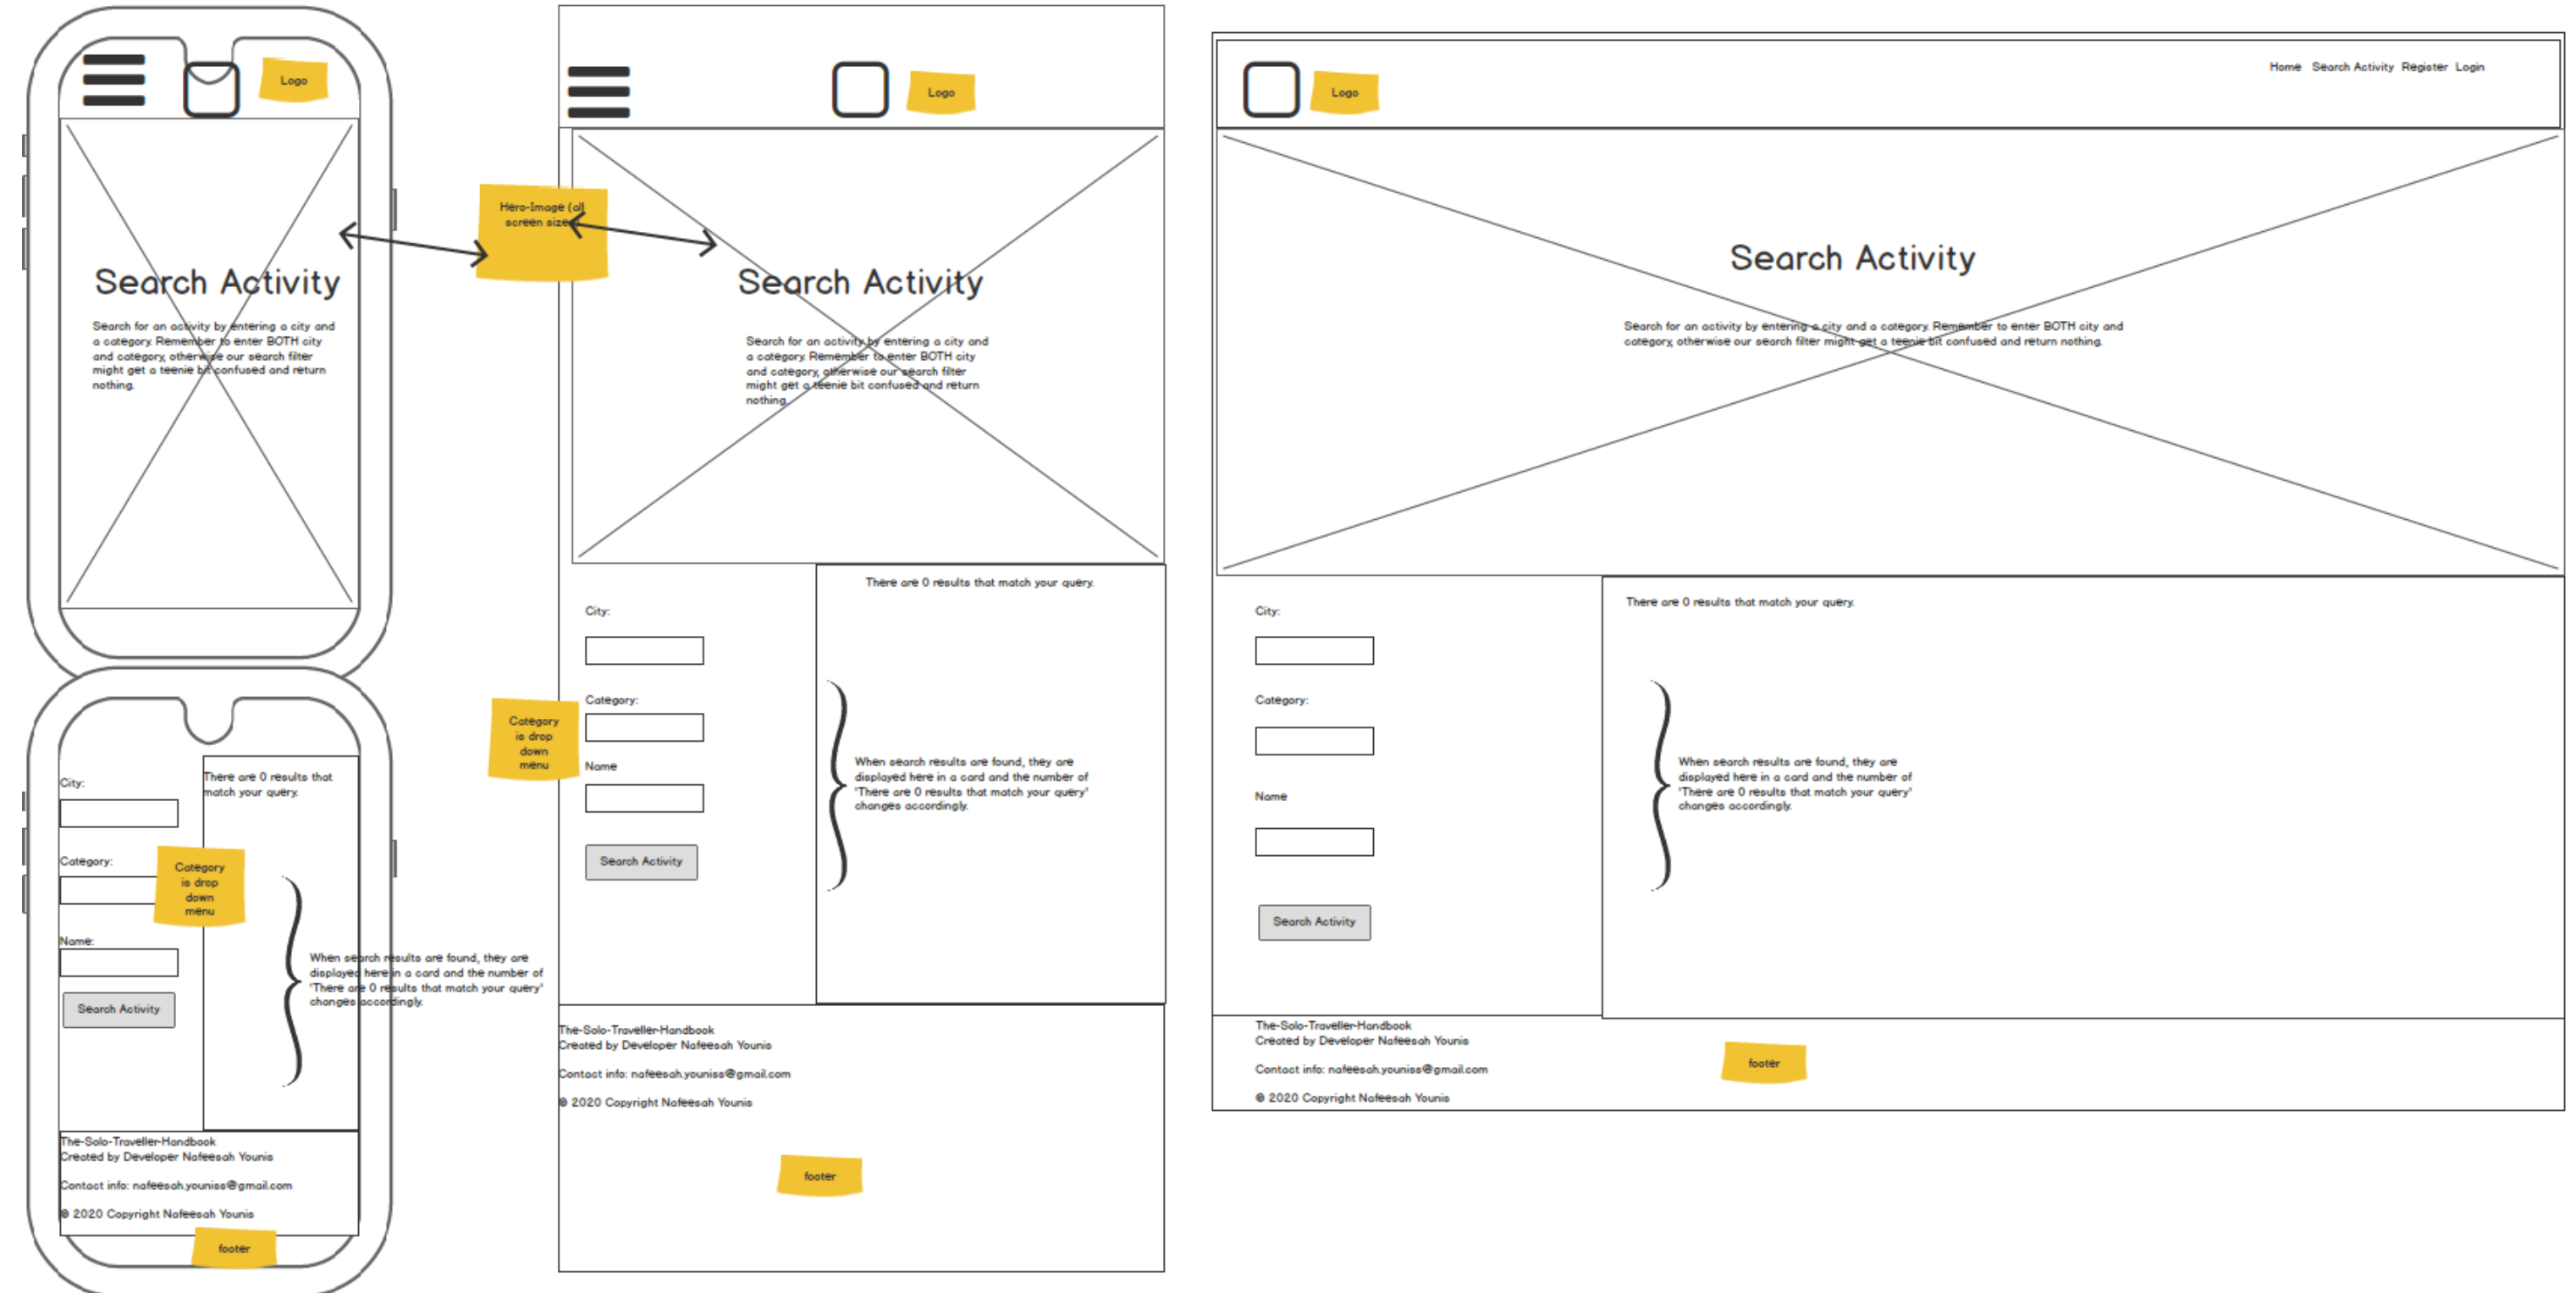 Logo
Search Activity
Search for an activity by entering a city and
a category. Remember to enter BOTH city
and category, otherwise our search filter
might get a teenie bit confused and return
nothing.
City:
Category:
Category
is drop
down
menu
Name:
Search Activity
There are 0 results that
match your query.
When search results are found, they are
displayed here in a card and the number of
'There are 0 results that match your query'
changes accordingly.
The-Solo-Traveller-Handbook
Created by Developer Nafeesah Younis
Contact info: nafeesah.youniss@gmail.com
© 2020 Copyright Nafeesah Younis
footer
Hero-Image (all
screen size
Logo
Search Activity
Search for an activity by entering a city and
a category. Remember to enter BOTH city
and category, otherwise our search filter
might get a teenie bit confused and return
nothing.
City:
Category:
Category
is drop
down
menu
Name
Search Activity
There are 0 results that match your query.
When search results are found, they are
displayed here in a card and the number of
'There are 0 results that match your query'
changes accordingly.
The-Solo-Traveller-Handbook
Created by Developer Nafeesah Younis
Contact info: nafeesah.youniss@gmail.com
© 2020 Copyright Nafeesah Younis
footer
Logo
Home Search Activity Register Login
Search Activity
Search for an activity by entering a city and a category. Remember to enter BOTH city and
category, otherwise our search filter might get a teenie bit confused and return nothing.
City:
Category:
Name
Search Activity
There are 0 results that match your query.
When search results are found, they are
displayed here in a card and the number of
'There are 0 results that match your query'
changes accordingly.
The-Solo-Traveller-Handbook
Created by Developer Nafeesah Younis
Contact info: nafeesah.youniss@gmail.com
© 2020 Copyright Nafeesah Younis
footer